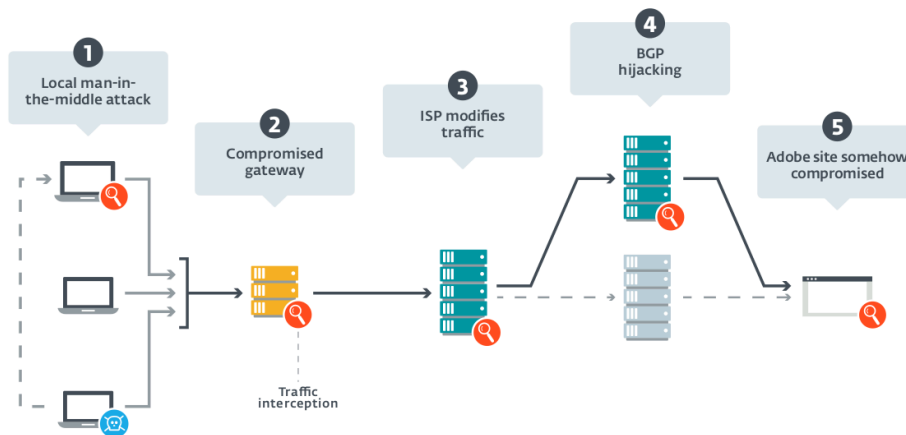 1
Local man-in-
the-middle attack
2
Compromised
gateway
3
ISP modifies
traffic
4
BGP
hijacking
5
Adobe site somehow
compromised
Traffic
interception